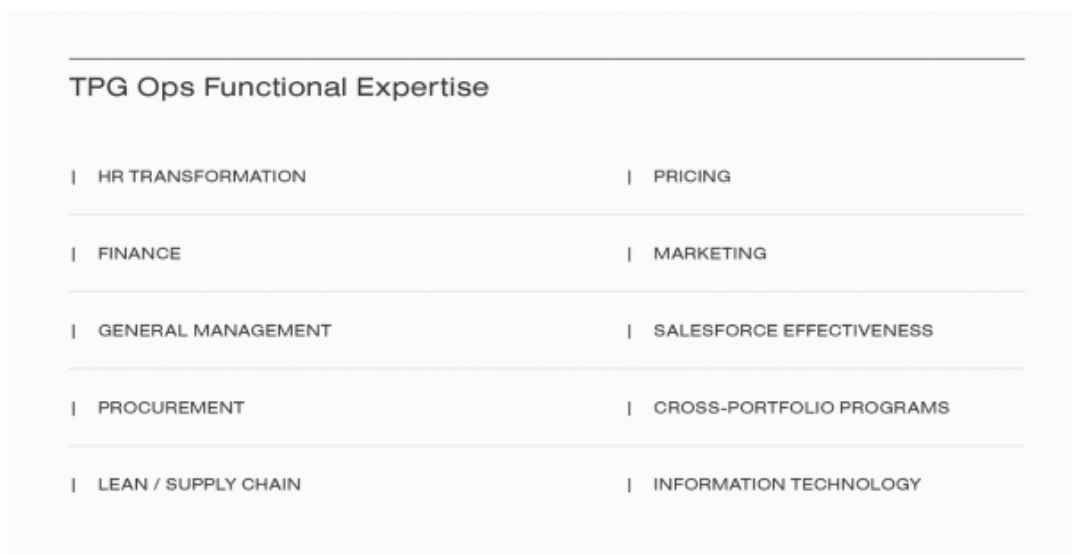 TPG Ops Functional Expertise
| HR TRANSFORMATION
| PRICING
| FINANCE
| MARKETING
| GENERAL MANAGEMENT
| SALESFORCE EFFECTIVENESS
| PROCUREMENT
| CROSS-PORTFOLIO PROGRAMS
| LEAN / SUPPLY CHAIN
| INFORMATION TECHNOLOGY